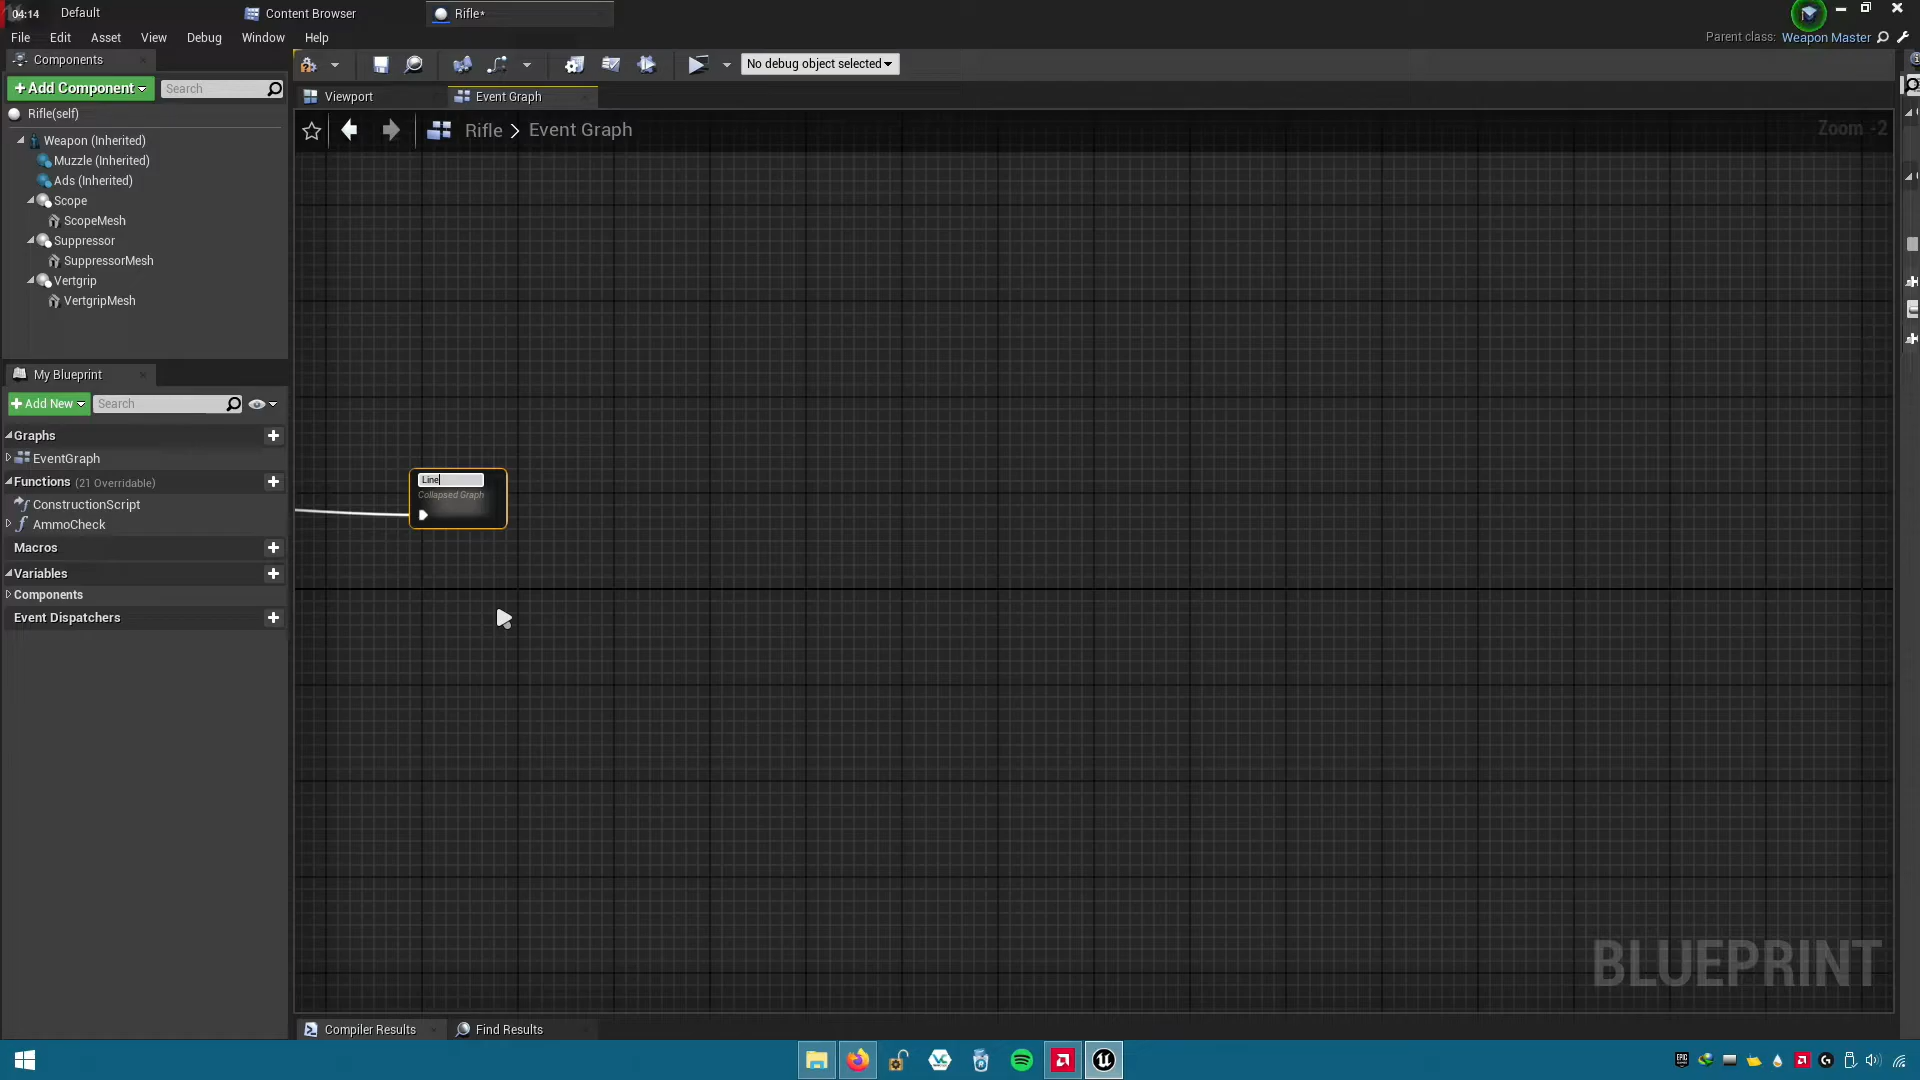 04:14
Default
Content Browser
Rifle*
File
Edit
Asset
View
Debug
Window
Help
Parent class: Weapon Master
Components
+Add Component
Search
Rifle(self)
Weapon (Inherited)
Muzzle (Inherited)
Ads (Inherited)
Scope
ScopeMesh
Suppressor
SuppressorMesh
Vertgrip
VertgripMesh
No debug object selected
Viewport
Event Graph
Rifle > Event Graph
Zoom -2
My Blueprint
+Add New
Search
Graphs
EventGraph
Functions (21 Overridable)
ConstructionScript
AmmoCheck
Macros
Variables
Components
Event Dispatchers
Line
Collapsed Graph
BLUEPRINT
Compiler Results
Find Results